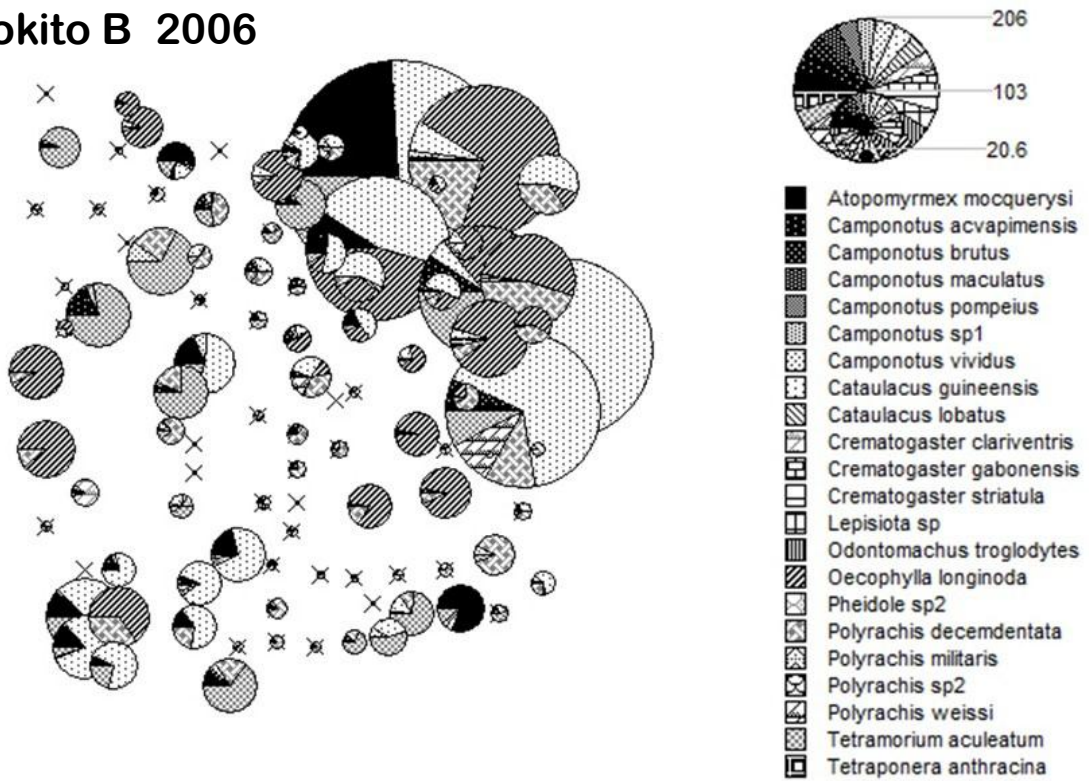 okito B 2006
206
103
20.6
Atopomyrmex mocquerysi
Camponotus acvapimensis
Camponotus brutus
Camponotus maculatus
Camponotus pompeius
Camponotus sp1
Camponotus vividus
Cataulacus guineensis
Cataulacus lobatus
Crematogaster clariventris
Crematogaster gabonensis
Crematogaster striatula
Lepisiota sp
Odontomachus troglodytes
Oecophylla longinoda
Pheidole sp2
Polyrachis decemdentata
Polyrachis militaris
Polyrachis sp2
Polyrachis weissi
Tetramorium aculeatum
Tetraponera anthracina